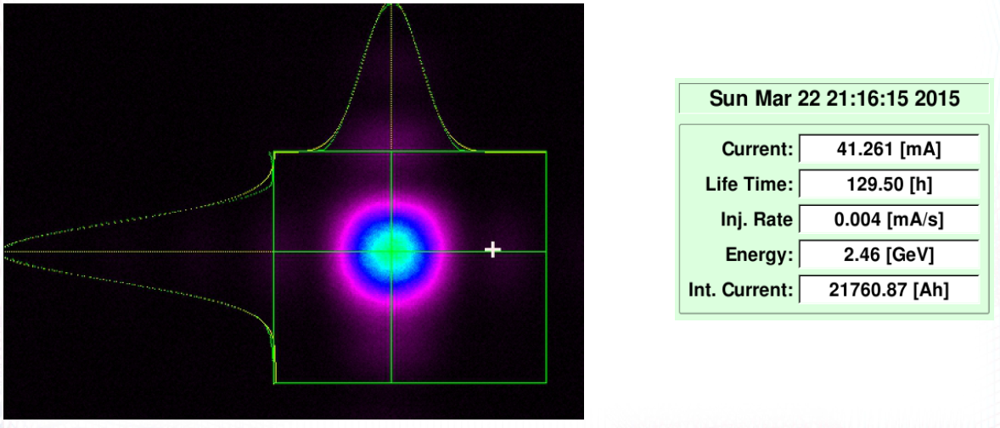 Sun Mar 22 21:16:15 2015
Current: 41.261 [mA]
Life Time: 129.50 [h]
Inj. Rate 0.004 [mA/s]
Energy: 2.46 [GeV]
Int. Current: 21760.87 [Ah]